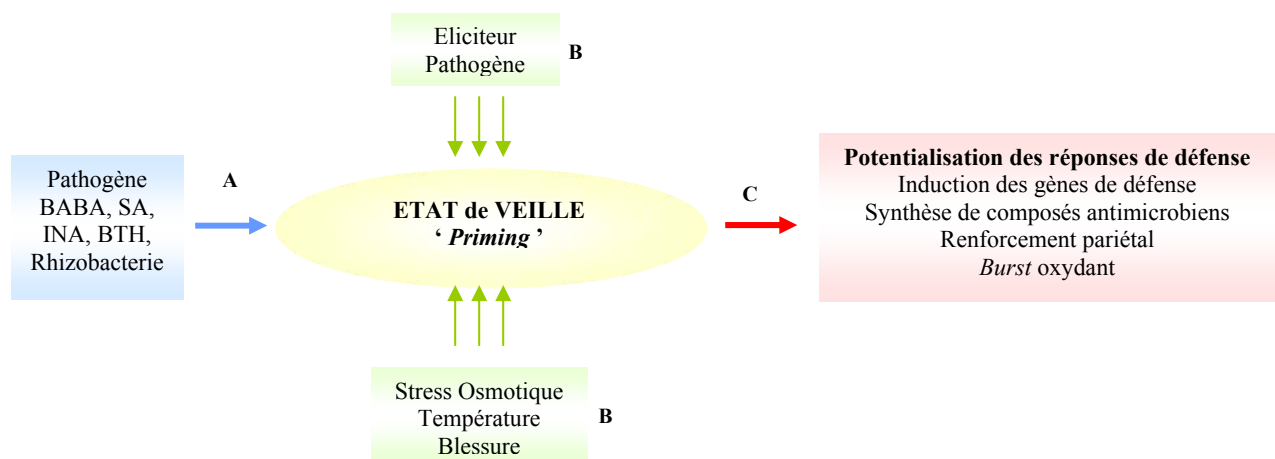 Eliciteur
Pathogène
B
Pathogène
BABA, SA,
INA, BTH,
Rhizobacterie
A
ETAT de VEILLE
‘ Priming ’
C
Potentialisation des réponses de défense
Induction des gènes de défense
Synthèse de composés antimicrobiens
Renforcement pariétal
Burst oxydant
Stress Osmotique
Température
Blessure
B